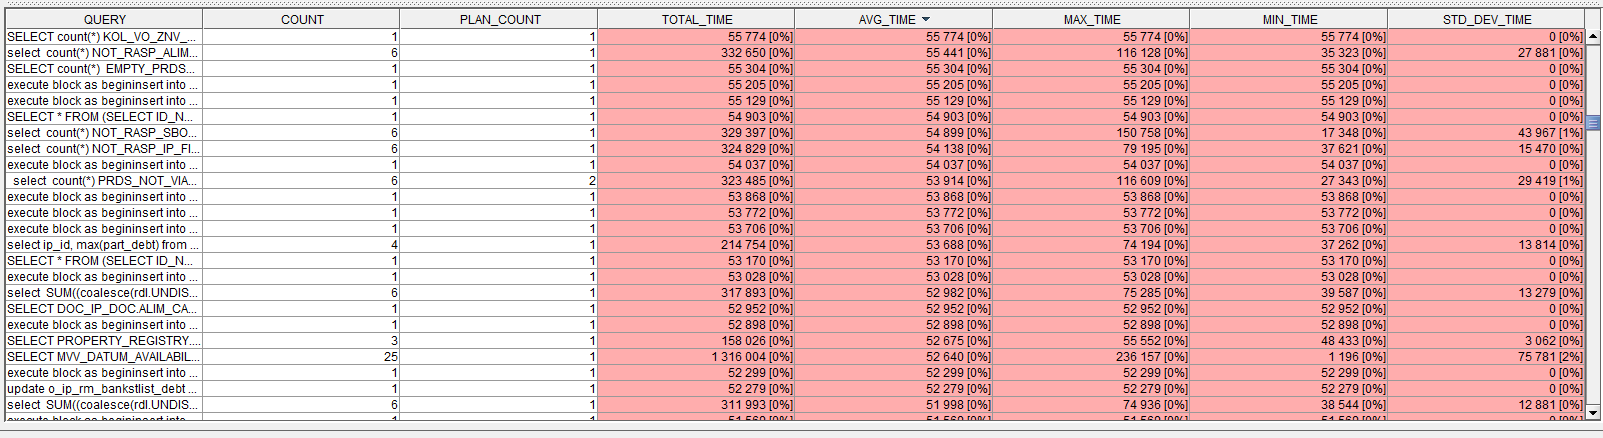 QUERY COUNT PLAN_COUNT TOTAL_TIME AVG_TIME MAX_TIME MIN_TIME STD_DEV_TIME
SELECT count(*) KOL_VO_ZNV_... 1 1 55 774 [0%] 55 774 [0%] 55 774 [0%] 55 774 [0%] 0 [0%]
select count(*) NOT_RASP_ALIM... 6 1 332 650 [0%] 55 441 [0%] 116 128 [0%] 35 323 [0%] 27 881 [0%]
SELECT count(*) EMPTY_PRDS... 1 1 55 304 [0%] 55 304 [0%] 55 304 [0%] 55 304 [0%] 0 [0%]
execute block as begininsert into ... 1 1 55 205 [0%] 55 205 [0%] 55 205 [0%] 55 205 [0%] 0 [0%]
execute block as begininsert into ... 1 1 55 129 [0%] 55 129 [0%] 55 129 [0%] 55 129 [0%] 0 [0%]
SELECT * FROM (SELECT ID_N... 1 1 54 903 [0%] 54 903 [0%] 54 903 [0%] 54 903 [0%] 0 [0%]
select count(*) NOT_RASP_SBO... 6 1 329 397 [0%] 54 899 [0%] 150 758 [0%] 17 348 [0%] 43 967 [1%]
select count(*) NOT_RASP_IP_FI... 6 1 324 829 [0%] 54 138 [0%] 79 195 [0%] 37 621 [0%] 15 470 [0%]
execute block as begininsert into ... 1 1 54 037 [0%] 54 037 [0%] 54 037 [0%] 54 037 [0%] 0 [0%]
select count(*) PRDS_NOT_VIA... 6 2 323 485 [0%] 53 914 [0%] 116 609 [0%] 27 343 [0%] 29 419 [1%]
execute block as begininsert into ... 1 1 53 868 [0%] 53 868 [0%] 53 868 [0%] 53 868 [0%] 0 [0%]
execute block as begininsert into ... 1 1 53 772 [0%] 53 772 [0%] 53 772 [0%] 53 772 [0%] 0 [0%]
execute block as begininsert into ... 1 1 53 706 [0%] 53 706 [0%] 53 706 [0%] 53 706 [0%] 0 [0%]
select ip_id, max(part_debt) from ... 4 1 214 754 [0%] 53 688 [0%] 74 194 [0%] 37 262 [0%] 13 814 [0%]
SELECT * FROM (SELECT ID_N... 1 1 53 170 [0%] 53 170 [0%] 53 170 [0%] 53 170 [0%] 0 [0%]
execute block as begininsert into ... 1 1 53 028 [0%] 53 028 [0%] 53 028 [0%] 53 028 [0%] 0 [0%]
select SUM((coalesce(rdl.UNDIS... 6 1 317 893 [0%] 52 982 [0%] 75 285 [0%] 39 587 [0%] 13 279 [0%]
SELECT DOC_IP_DOC.ALIM_CA... 1 1 52 952 [0%] 52 952 [0%] 52 952 [0%] 52 952 [0%] 0 [0%]
execute block as begininsert into ... 1 1 52 898 [0%] 52 898 [0%] 52 898 [0%] 52 898 [0%] 0 [0%]
SELECT PROPERTY_REGISTRY.... 3 1 158 026 [0%] 52 675 [0%] 55 552 [0%] 48 433 [0%] 3 062 [0%]
SELECT MVV_DATUM_AVAILABIL... 25 1 1 316 004 [0%] 52 640 [0%] 236 157 [0%] 1 196 [0%] 75 781 [2%]
execute block as begininsert into ... 1 1 52 299 [0%] 52 299 [0%] 52 299 [0%] 52 299 [0%] 0 [0%]
update o_ip_rm_bankstlist_debt ... 1 1 52 279 [0%] 52 279 [0%] 52 279 [0%] 52 279 [0%] 0 [0%]
select SUM((coalesce(rdl.UNDIS... 6 1 311 993 [0%] 51 998 [0%] 74 936 [0%] 38 544 [0%] 12 881 [0%]
execute block as begininsert into ... 1 1